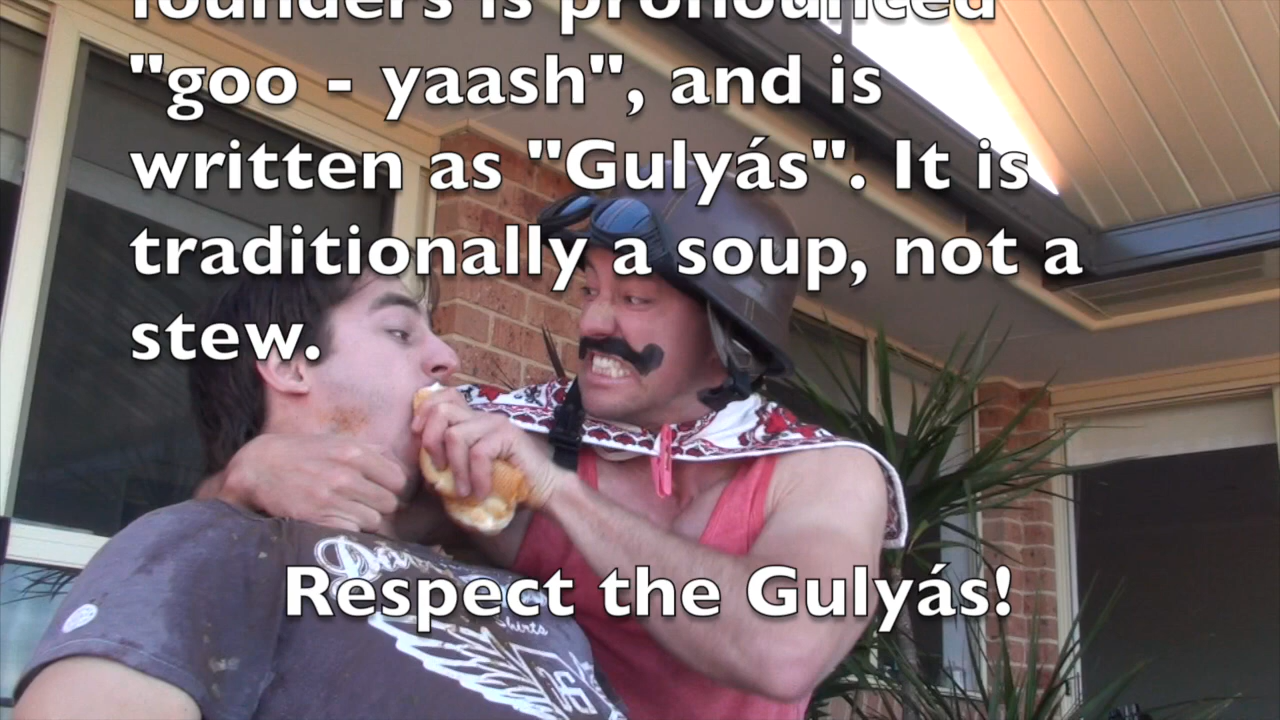 founders is pronounced
"goo - yaash", and is
written as "Gulyás". It is
traditionally a soup, not a
stew.
Respect the Gulyás!
Shirts